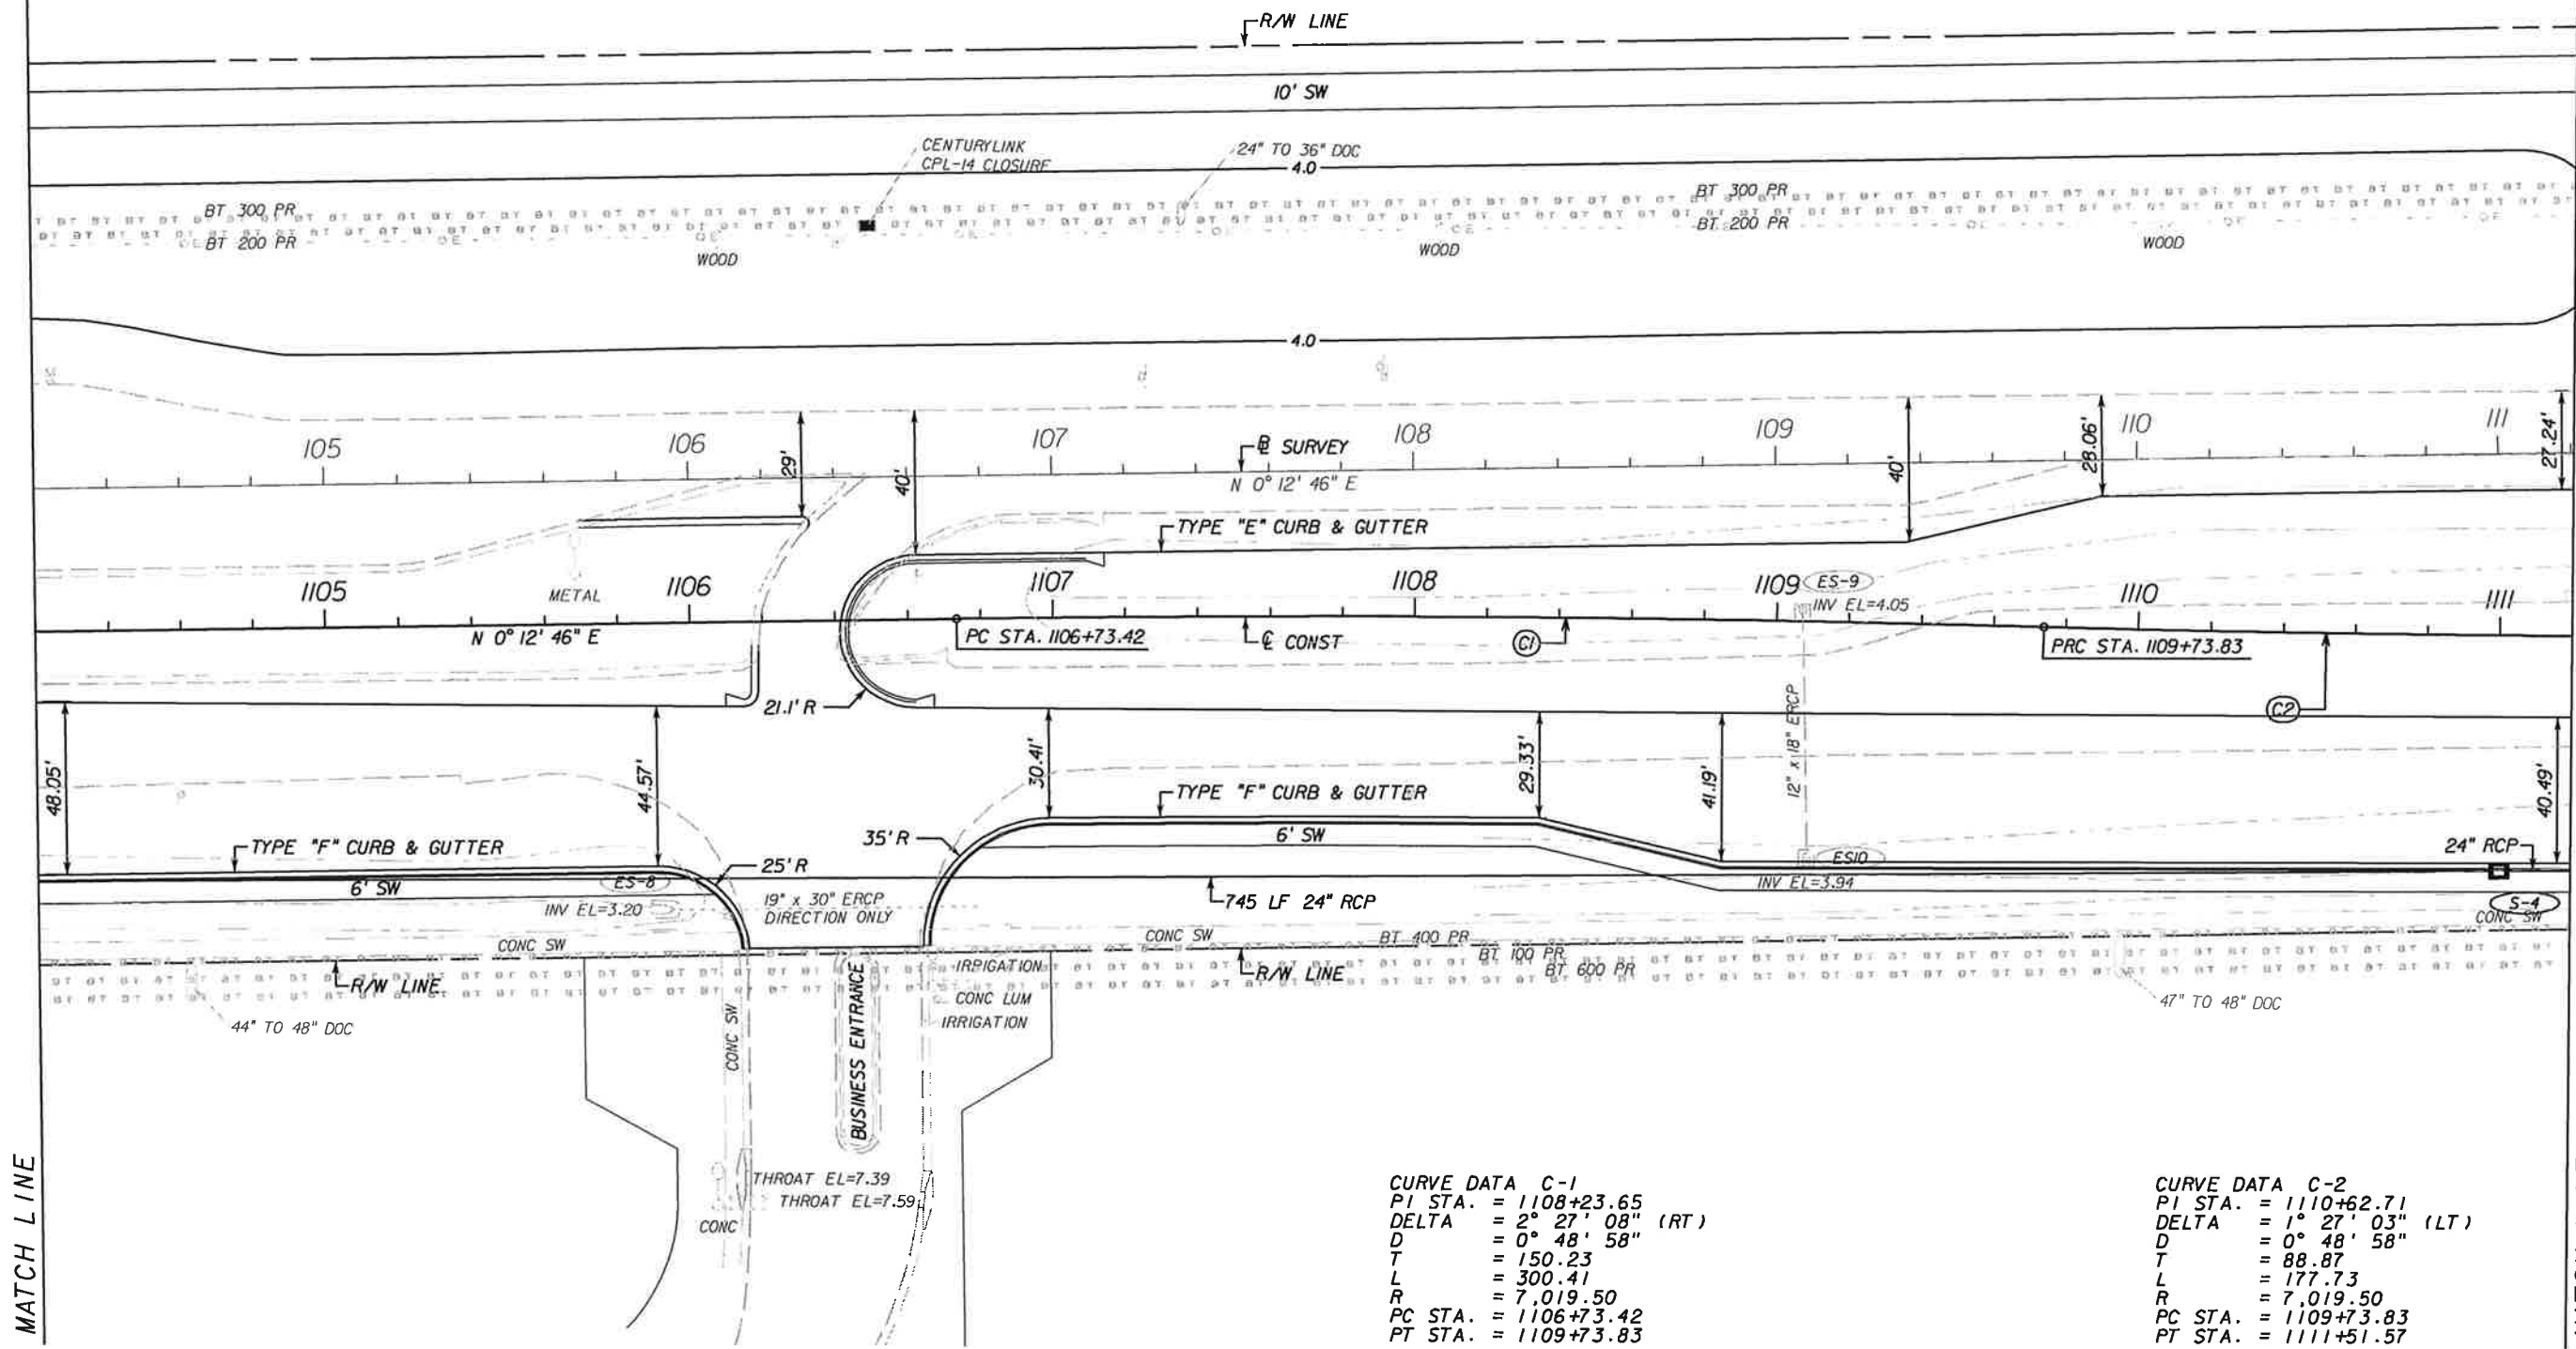 R/W LINE
10' SW
CENTURYLINK
CPL-14 CLOSURE
24" TO 36" DOC
4.0
BT 300 PR
BT 300 PR
BT 200 PR
BT 200 PR
WOOD
WOOD
WOOD
4.0
105
106
107
108
109
110
111
29'
40'
40'
28.06'
27.24'
℄ SURVEY
N 0° 12' 46" E
TYPE "E" CURB & GUTTER
METAL
1105
1106
1107
1108
1109
1110
1111
ES-9
INV EL=4.05
N 0° 12' 46" E
PC STA. 1106+73.42
℄ CONST
C1
PRC STA. 1109+73.83
C2
21.1' R
12" x 18" ERCP
48.05'
44.57'
30.41'
29.33'
41.19'
40.49'
TYPE "F" CURB & GUTTER
TYPE "F" CURB & GUTTER
35' R
25' R
6' SW
6' SW
24" RCP
ES-8
ES10
INV EL=3.20
INV EL=3.94
19" x 30" ERCP
DIRECTION ONLY
745 LF 24" RCP
S-4
CONC SW
CONC SW
CONC SW
BT 400 PR
BT 100 PR
BT 600 PR
R/W LINE
R/W LINE
IRRIGATION
CONC LUM
IRRIGATION
44" TO 48" DOC
47" TO 48" DOC
CONC SW
BUSINESS ENTRANCE
THROAT EL=7.39
THROAT EL=7.59
CONC
MATCH LINE
CURVE DATA C-1
PI STA. = 1108+23.65
DELTA = 2° 27' 08" (RT)
D = 0° 48' 58"
T = 150.23
L = 300.41
R = 7,019.50
PC STA. = 1106+73.42
PT STA. = 1109+73.83
CURVE DATA C-2
PI STA. = 1110+62.71
DELTA = 1° 27' 03" (LT)
D = 0° 48' 58"
T = 88.87
L = 177.73
R = 7,019.50
PC STA. = 1109+73.83
PT STA. = 1111+51.57